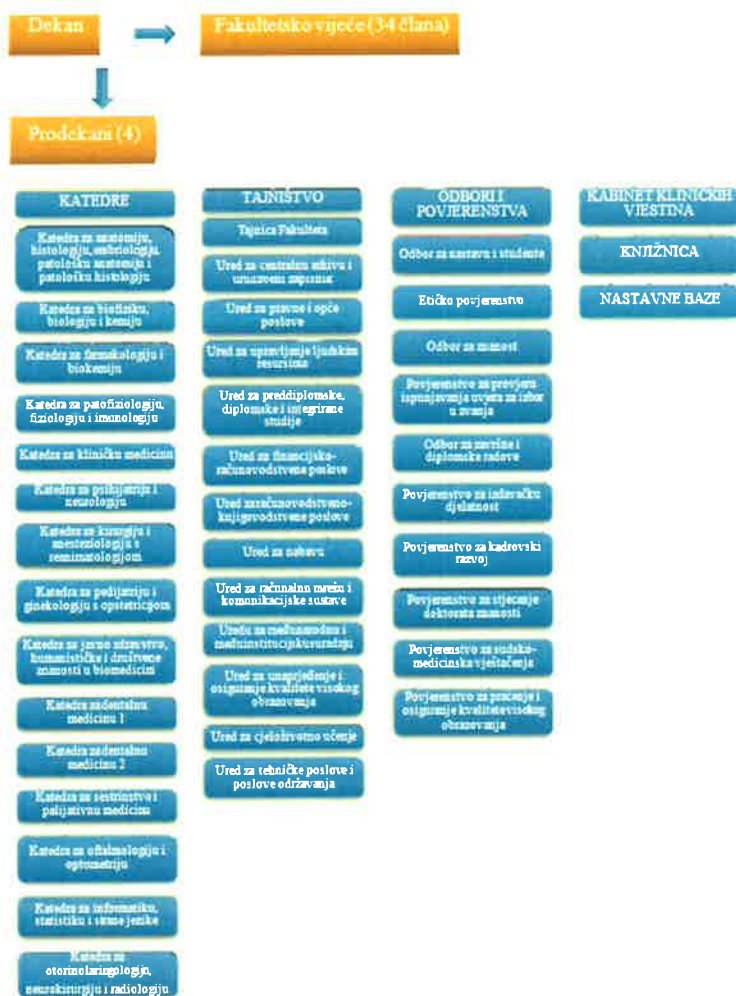 Dekan
Fakultetsko vijeće (34 člana)
Prodekani (4)
KATEDRE
Katedra za anatomiju,
histologiju, embriologiju,
patološku anatomiju i
patološku histologiju
Katedra za biofiziku,
biologiju i kemiju
Katedra za farmakologiju i
biokemiju
Katedra za patofiziologiju,
fiziologiju i imunologiju
Katedra za kliničku medicinu
Katedra za psihijatriju i
neurologiju
Katedra za kirurgiju i
anesteziologiju s
reanimatologijom
Katedra za pedijatriju i
ginekologiju s opstetricijom
Katedra za javno zdravstvo,
humanističke i društvene
znanosti u biomedicini
Katedra za dentalnu
medicinu 1
Katedra za dentalnu
medicinu 2
Katedra za sestrinstvo i
palijativnu medicinu
Katedra za oftalmologiju i
optometriju
Katedra za informatiku,
statistiku i strane jezike
Katedra za
otorinolaringologiju,
neurokirurgiju i radiologiju
TAJNIŠTVO
Tajnica Fakulteta
Ured za centralnu arhivu i
urudžbeni zapisnik
Ured za pravne i opće
poslove
Ured za upravljanje ljudskim
resursima
Ured za preddiplomske,
diplomske i integrirane
studije
Ured za financijsko-
računovodstvene poslove
Ured za računovodstveno-
knjigovodstvene poslove
Ured za nabavu
Ured za računalnu mrežu i
komunikacijske sustave
Uredu za međunarodnu i
međuinstitucijsku suradnju
Ured za unaprjeđenje i
osiguranje kvalitete visokog
obrazovanja
Ured za cjeloživotno učenje
Ured za tehničke poslove i
poslove održavanja
ODBORI I
POVJERENSTVA
Odbor za nastavu i studente
Etičko povjerenstvo
Odbor za znanost
Povjerenstvo za provjeru
ispunjavanja uvjeta za izbor
u zvanja
Odbor za završne i
diplomske radove
Povjerenstvo za izdavačku
djelatnost
Povjerenstvo za kadrovski
razvoj
Povjerenstvo za stjecanje
doktorata znanosti
Povjerenstvo za sudsko-
medicinska vještačenja
Povjerenstvo za praćenje i
osiguranje kvalitete visokog
obrazovanja
KABINET KLINIČKIH
VJEŠTINA
KNJIŽNICA
NASTAVNE BAZE